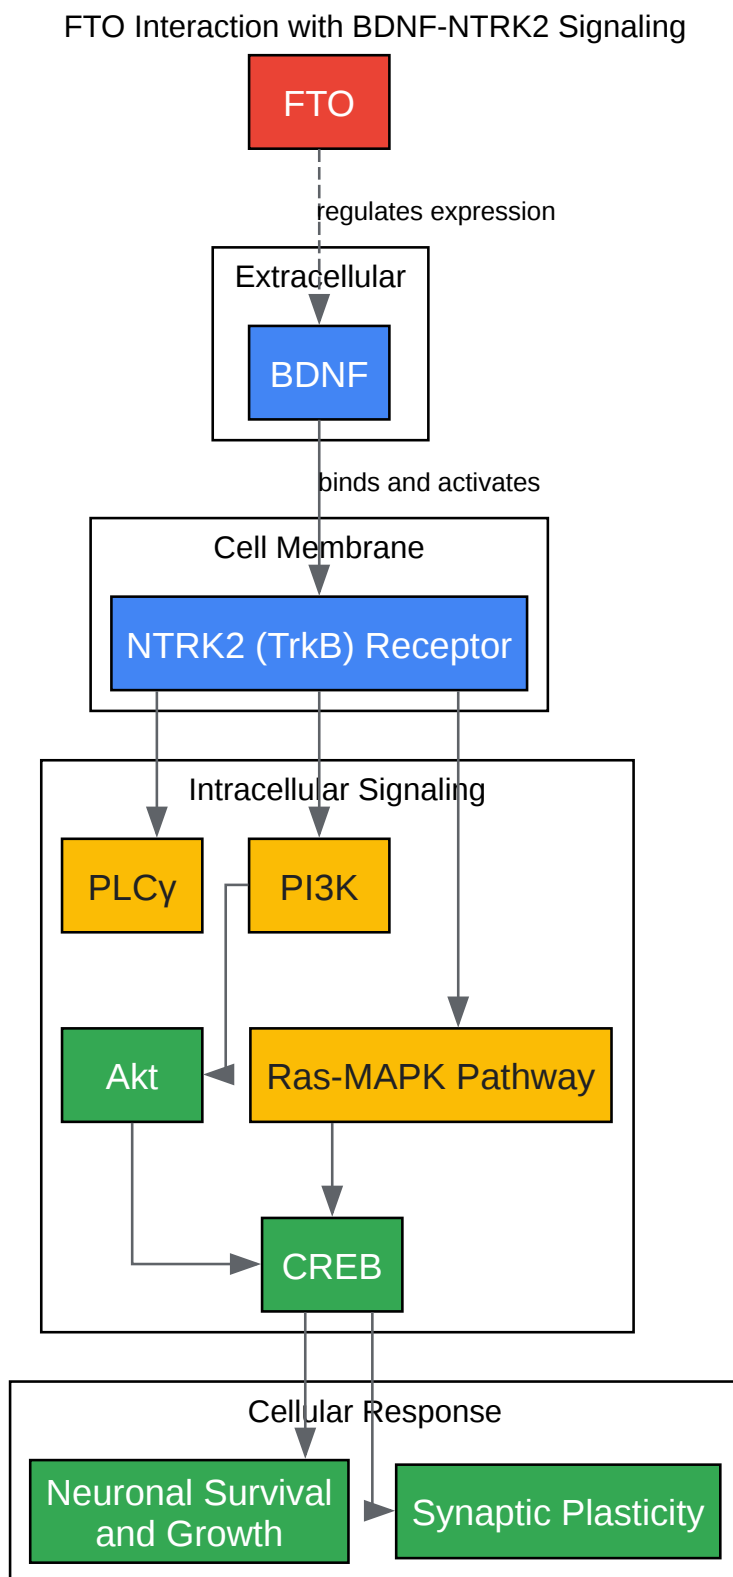 FTO Interaction with BDNF-NTRK2 Signaling
FTO
regulates expression
Extracellular
BDNF
binds and activates
Cell Membrane
NTRK2 (TrkB) Receptor
Intracellular Signaling
PLCγ
PI3K
Akt
Ras-MAPK Pathway
CREB
Cellular Response
Neuronal Survival
and Growth
Synaptic Plasticity